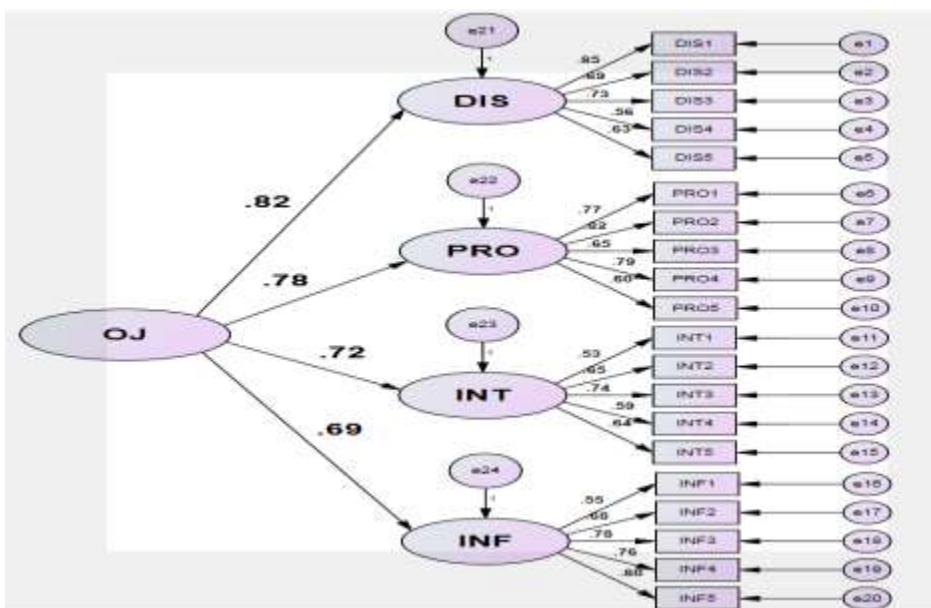 e21
DIS
.82
.85
.69
.73
.56
.63
DIS1
DIS2
DIS3
DIS4
DIS5
e1
e2
e3
e4
e5
e22
PRO
.78
.77
.82
.65
.79
.60
PRO1
PRO2
PRO3
PRO4
PRO5
e6
e7
e8
e9
e10
OJ
e23
INT
.72
.53
.65
.74
.59
.64
INT1
INT2
INT3
INT4
INT5
e11
e12
e13
e14
e15
e24
INF
.69
.55
.76
INF1
INF2
INF3
INF4
INF5
e16
e17
e18
e19
e20